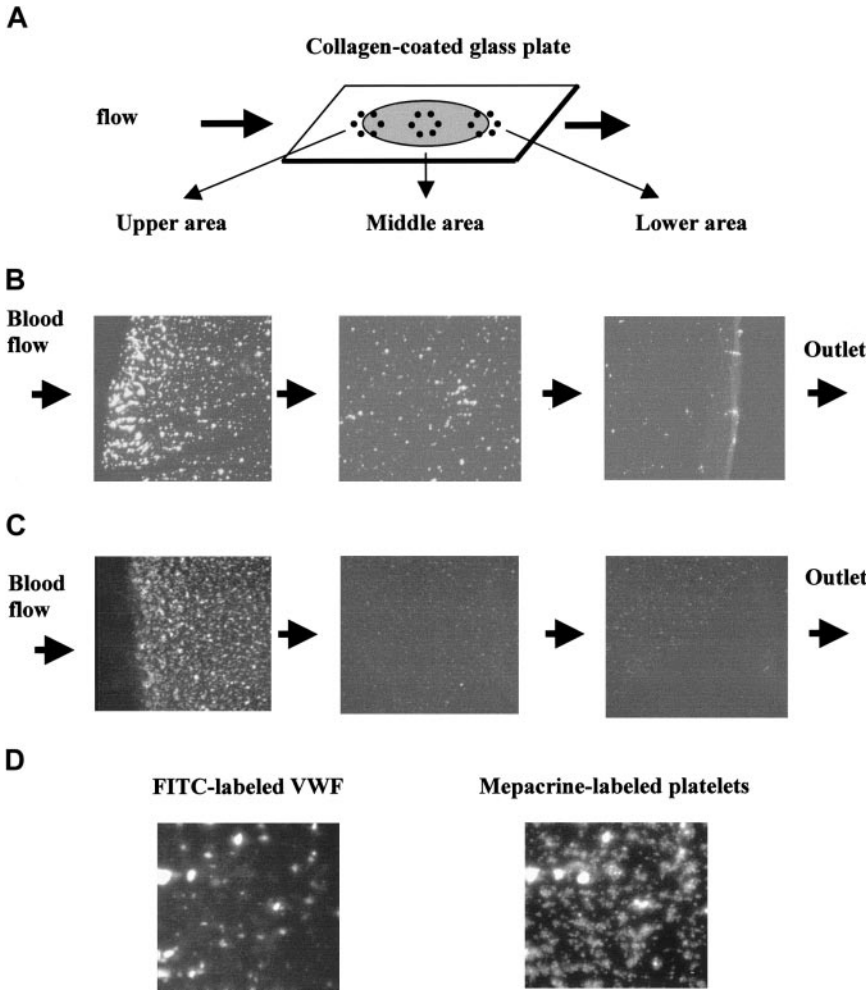 A
Collagen-coated glass plate
flow
Upper area
Middle area
Lower area
B
Blood
flow
Outlet
C
Blood
flow
Outlet
D
FITC-labeled VWF
Mepacrine-labeled platelets